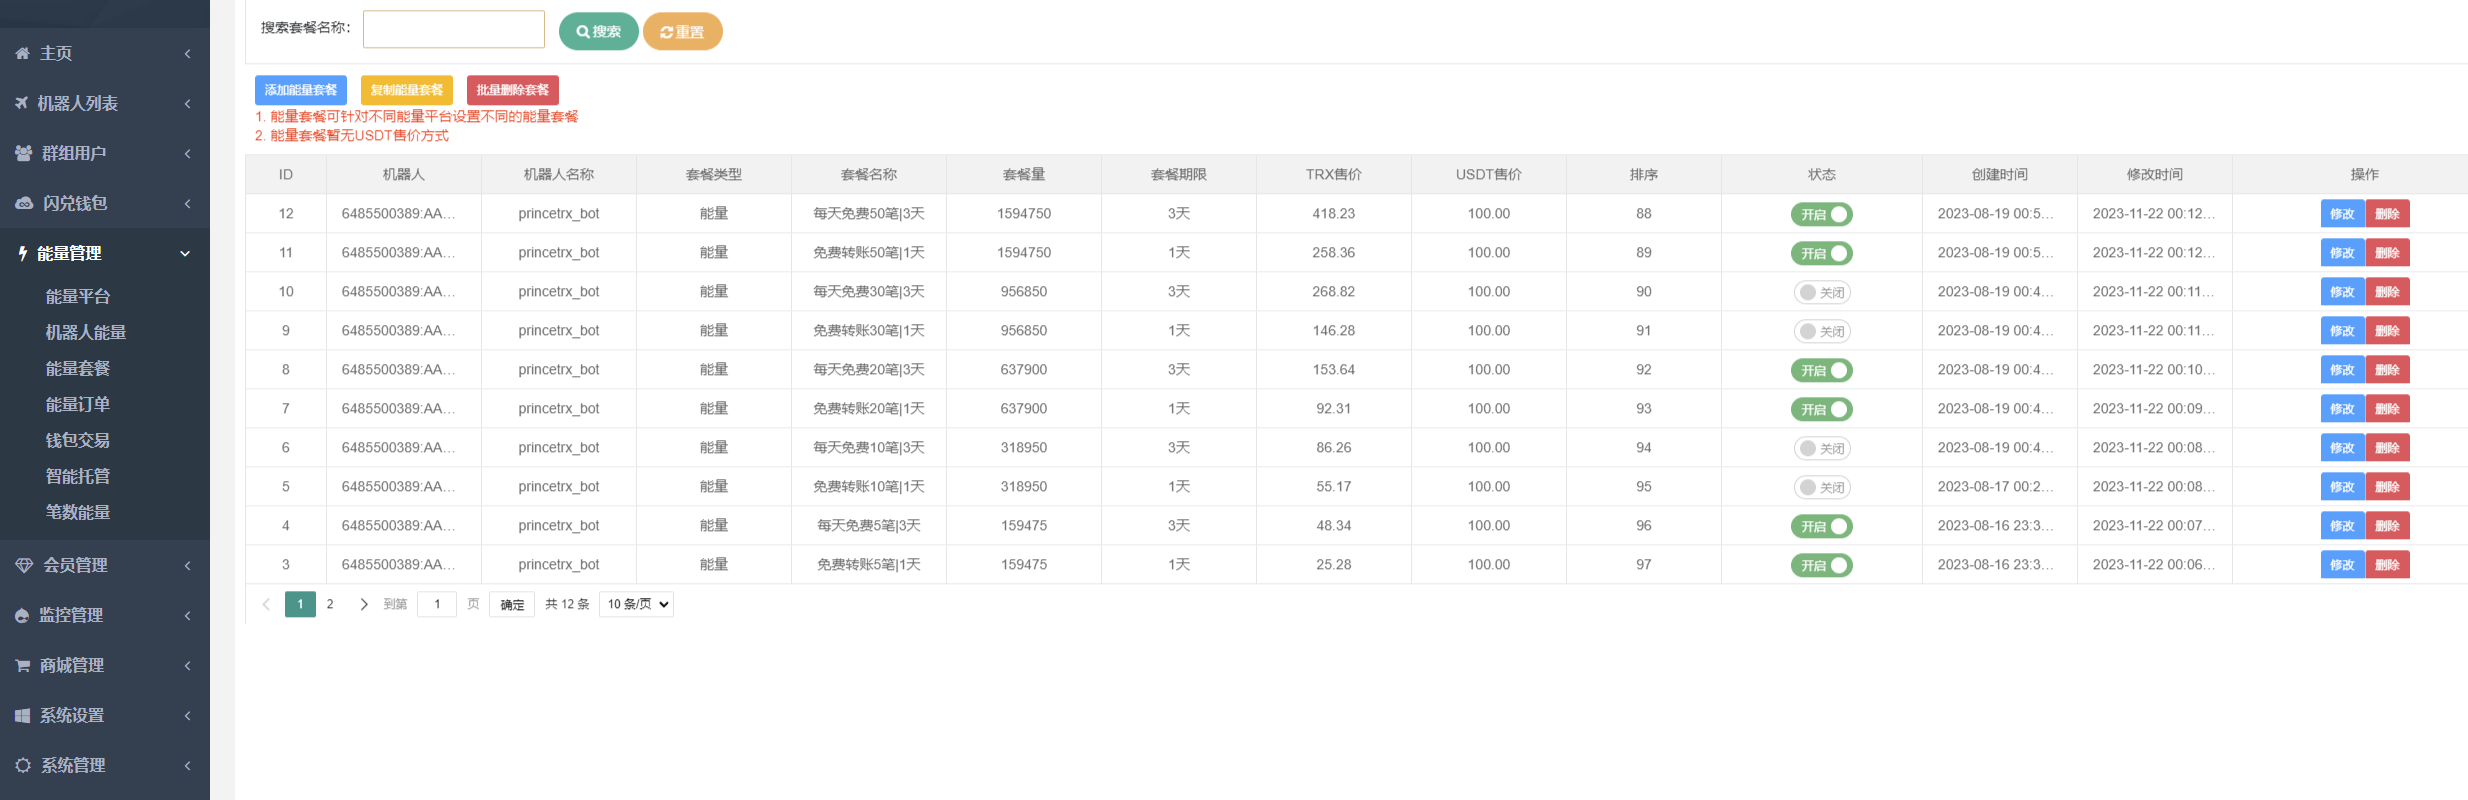 主页
机器人列表
群组用户
闪兑钱包
能量管理
能量平台
机器人能量
能量套餐
能量订单
钱包交易
智能托管
笔数能量
会员管理
监控管理
商城管理
系统设置
系统管理
搜索套餐名称： 搜索 重置
添加能量套餐 复制能量套餐 批量删除套餐
1. 能量套餐可针对不同能量平台设置不同的能量套餐
2. 能量套餐暂无USDT售价方式
ID 机器人 机器人名称 套餐类型 套餐名称 套餐量 套餐期限 TRX售价 USDT售价 排序 状态 创建时间 修改时间 操作
12 6485500389:AA... princetrx_bot 能量 每天免费50笔|3天 1594750 3天 418.23 100.00 88 开启 2023-08-19 00:5... 2023-11-22 00:12... 修改 删除
11 6485500389:AA... princetrx_bot 能量 免费转账50笔|1天 1594750 1天 258.36 100.00 89 开启 2023-08-19 00:5... 2023-11-22 00:12... 修改 删除
10 6485500389:AA... princetrx_bot 能量 每天免费30笔|3天 956850 3天 268.82 100.00 90 关闭 2023-08-19 00:4... 2023-11-22 00:11... 修改 删除
9 6485500389:AA... princetrx_bot 能量 免费转账30笔|1天 956850 1天 146.28 100.00 91 关闭 2023-08-19 00:4... 2023-11-22 00:11... 修改 删除
8 6485500389:AA... princetrx_bot 能量 每天免费20笔|3天 637900 3天 153.64 100.00 92 开启 2023-08-19 00:4... 2023-11-22 00:10... 修改 删除
7 6485500389:AA... princetrx_bot 能量 免费转账20笔|1天 637900 1天 92.31 100.00 93 开启 2023-08-19 00:4... 2023-11-22 00:09... 修改 删除
6 6485500389:AA... princetrx_bot 能量 每天免费10笔|3天 318950 3天 86.26 100.00 94 关闭 2023-08-19 00:4... 2023-11-22 00:08... 修改 删除
5 6485500389:AA... princetrx_bot 能量 免费转账10笔|1天 318950 1天 55.17 100.00 95 关闭 2023-08-17 00:2... 2023-11-22 00:08... 修改 删除
4 6485500389:AA... princetrx_bot 能量 每天免费5笔|3天 159475 3天 48.34 100.00 96 开启 2023-08-16 23:3... 2023-11-22 00:07... 修改 删除
3 6485500389:AA... princetrx_bot 能量 免费转账5笔|1天 159475 1天 25.28 100.00 97 开启 2023-08-16 23:3... 2023-11-22 00:06... 修改 删除
1 2 到第 1 页 确定 共 12 条 10 条/页